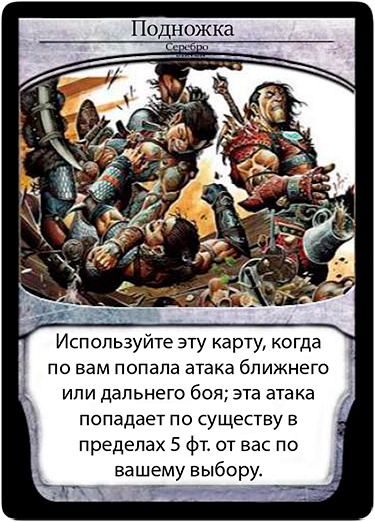 Подножка
Серебро
Используйте эту карту, когда
по вам попала атака ближнего
или дальнего боя; эта атака
попадает по существу в
пределах 5 фт. от вас по
вашему выбору.